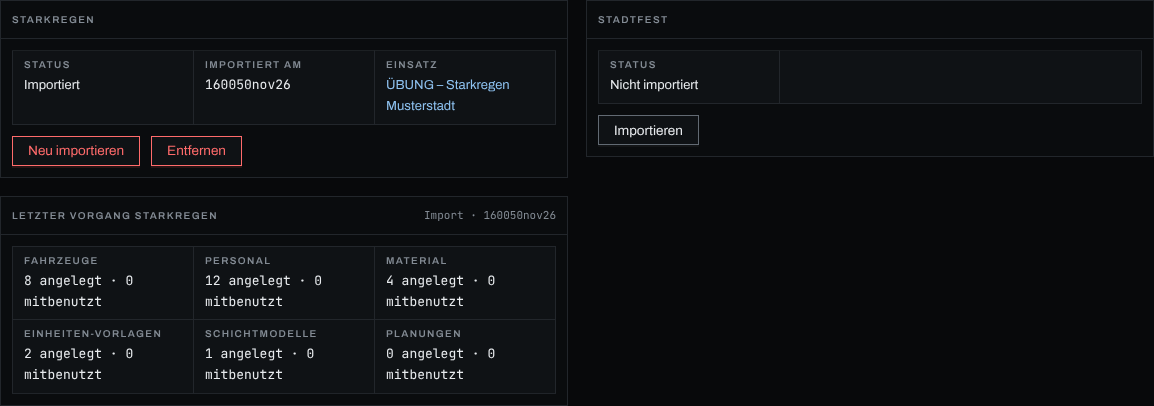 STARKREGEN
STATUS
Importiert
IMPORTIERT AM
160050nov26
EINSATZ
ÜBUNG – Starkregen
Musterstadt
Neu importieren
Entfernen
STADTFEST
STATUS
Nicht importiert
Importieren
LETZTER VORGANG STARKREGEN
Import · 160050nov26
FAHRZEUGE
8 angelegt · 0
mitbenutzt
PERSONAL
12 angelegt · 0
mitbenutzt
MATERIAL
4 angelegt · 0
mitbenutzt
EINHEITEN-VORLAGEN
2 angelegt · 0
mitbenutzt
SCHICHTMODELLE
1 angelegt · 0
mitbenutzt
PLANUNGEN
0 angelegt · 0
mitbenutzt